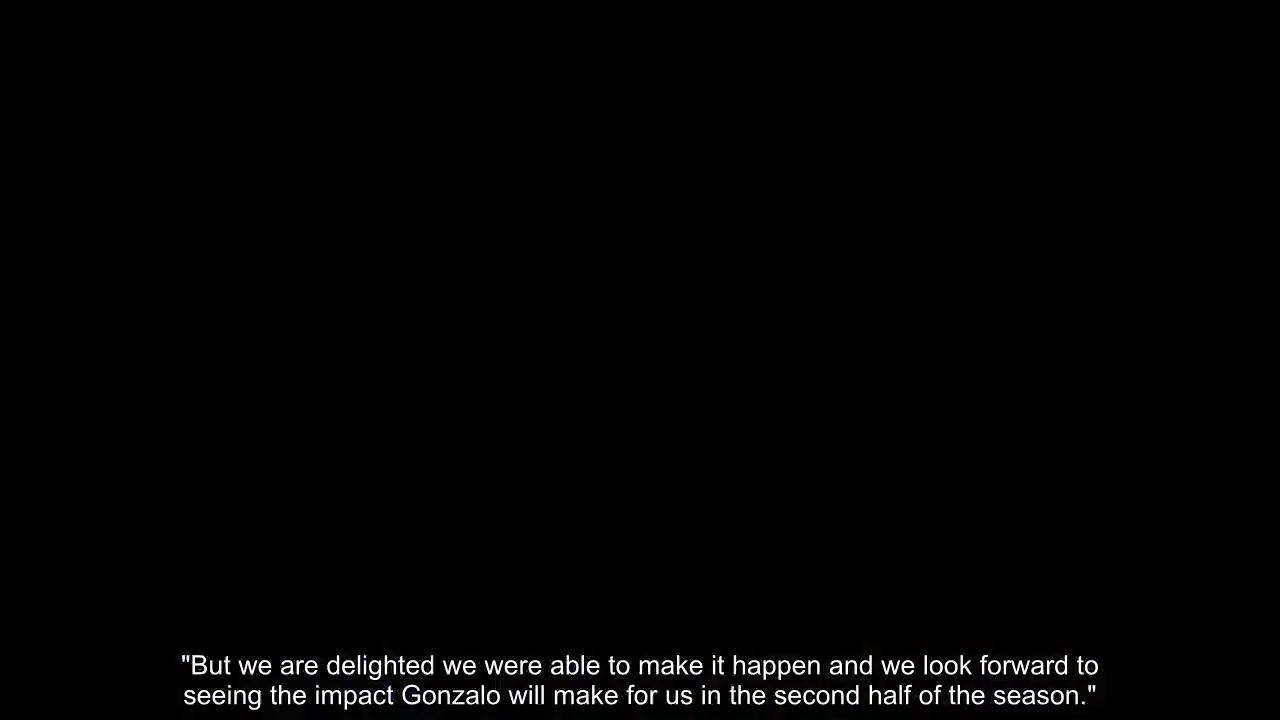 "But we are delighted we were able to make it happen and we look forward to
seeing the impact Gonzalo will make for us in the second half of the season."